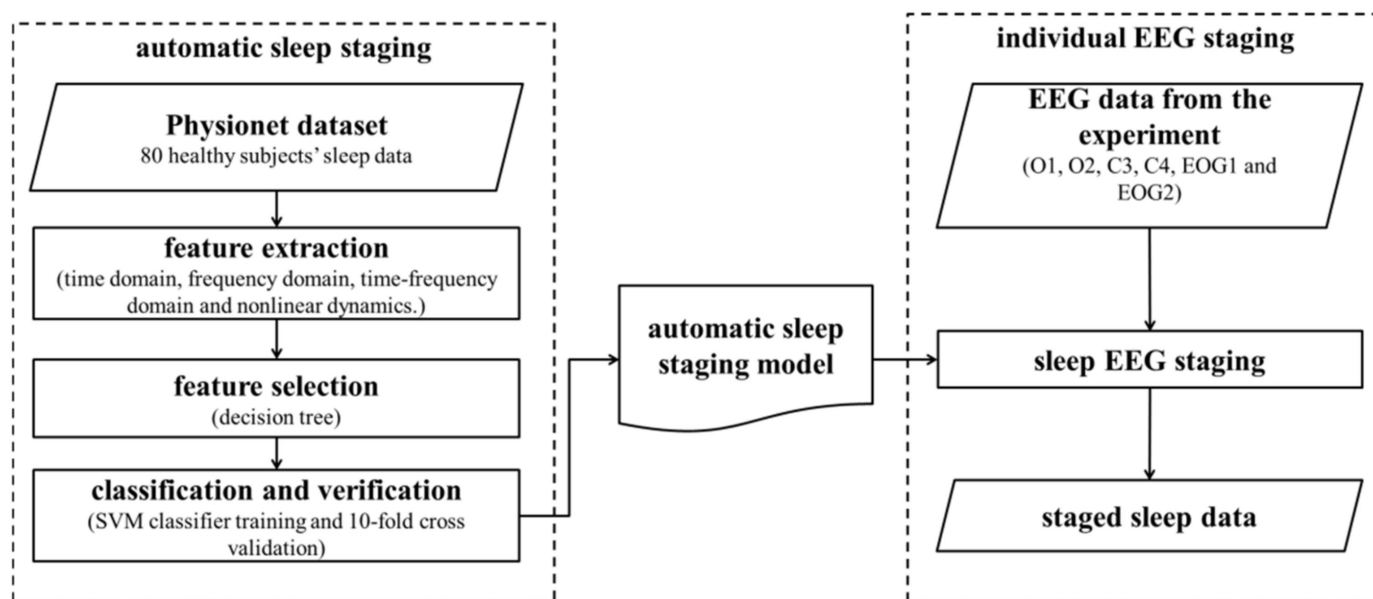 automatic sleep staging
Physionet dataset
80 healthy subjects' sleep data
feature extraction
(time domain, frequency domain, time-frequency
domain and nonlinear dynamics.)
feature selection
(decision tree)
classification and verification
(SVM classifier training and 10-fold cross
validation)
automatic sleep
staging model
individual EEG staging
EEG data from the
experiment
(O1, O2, C3, C4, EOG1 and
EOG2)
sleep EEG staging
staged sleep data